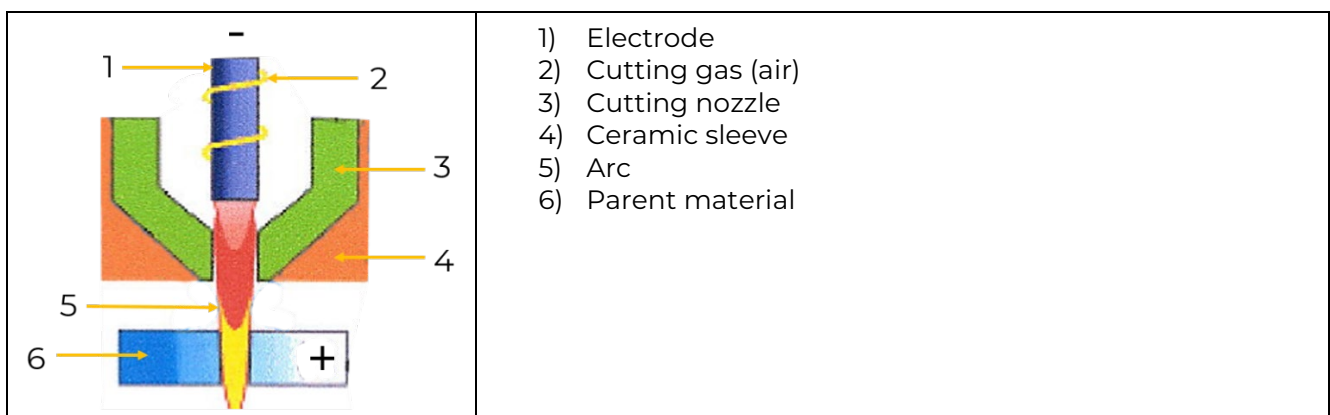 -
1
2
3
4
5
6
+
1) Electrode
2) Cutting gas (air)
3) Cutting nozzle
4) Ceramic sleeve
5) Arc
6) Parent material